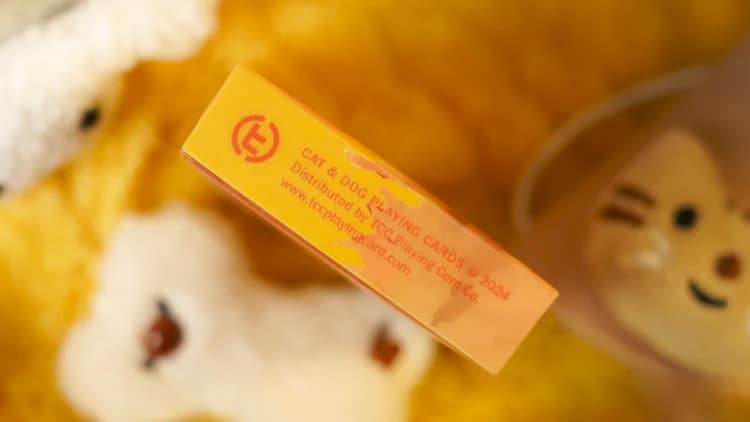 CAT & DOG PLAYING CARDS © 2024
Distributed by TCC Playing Card Co.
www.tccplayingcard.com